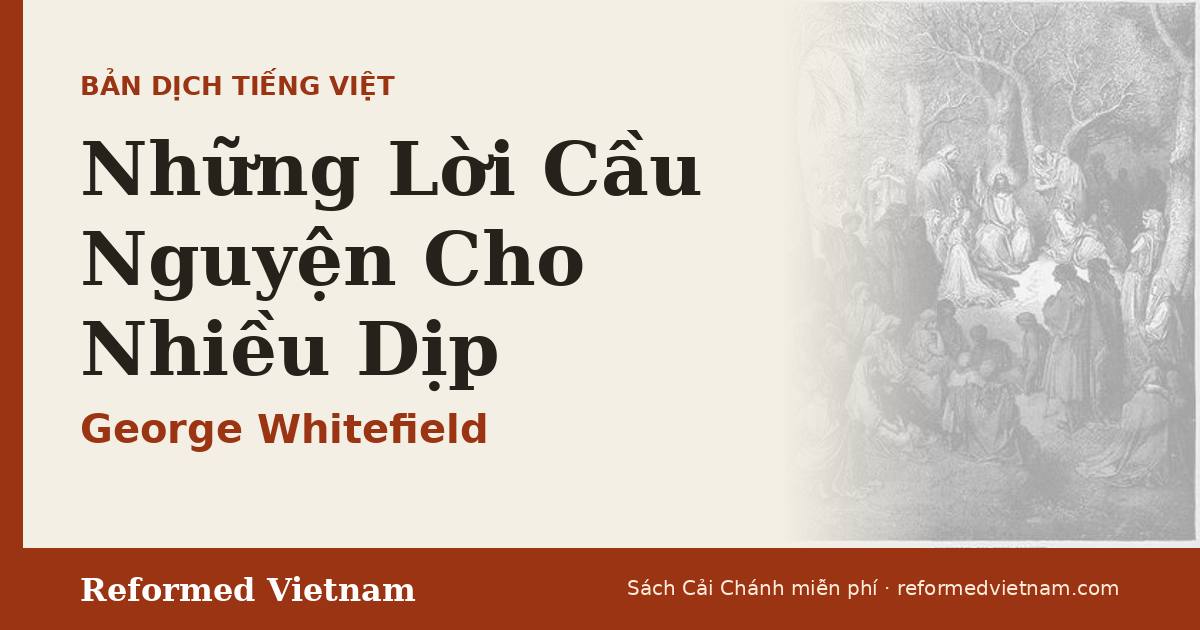 BẢN DỊCH TIẾNG VIỆT
Những Lời Cầu
Nguyện Cho
Nhiều Dịp
George Whitefield
Reformed Vietnam
Sách Cải Chánh miễn phí · reformedvietnam.com